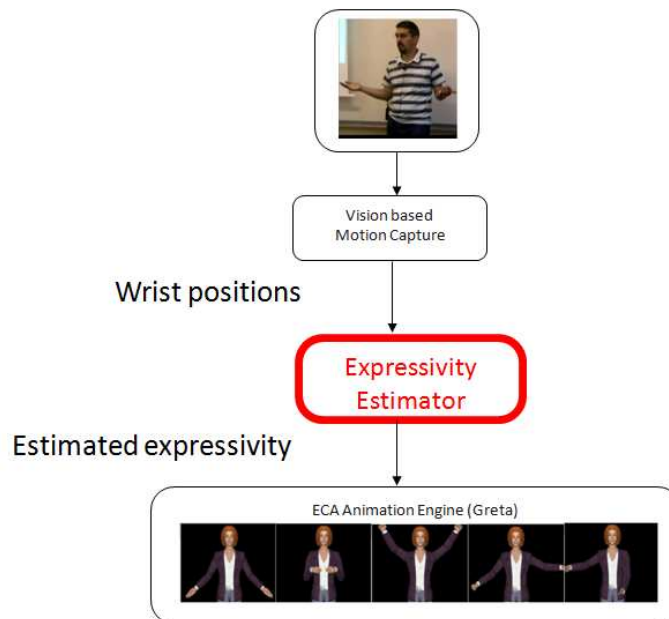 Vision based
Motion Capture
Wrist positions
Expressivity
Estimator
Estimated expressivity
ECA Animation Engine (Greta)